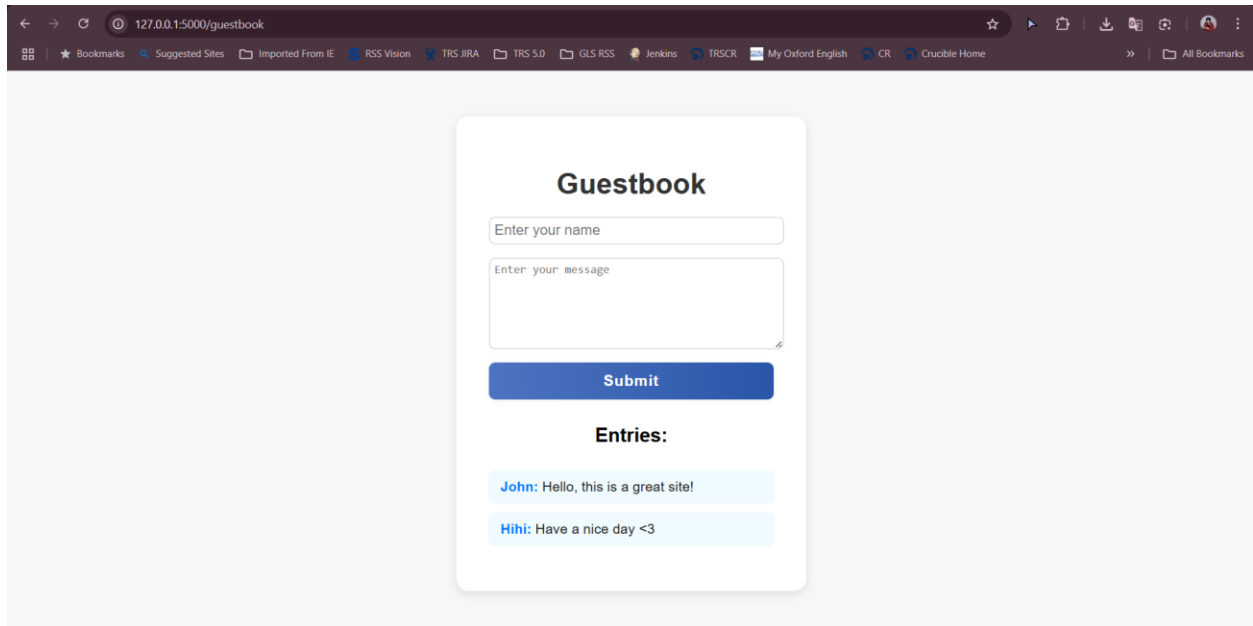 127.0.0.1:5000/guestbook
Bookmarks Suggested Sites Imported From IE RSS Vision TRS JIRA TRS 5.0 GLS RSS Jenkins TRSCR My Oxford English CR Crucible Home » All Bookmarks
Guestbook
Enter your name
Enter your message
Submit
Entries:
John: Hello, this is a great site!
Hihi: Have a nice day <3